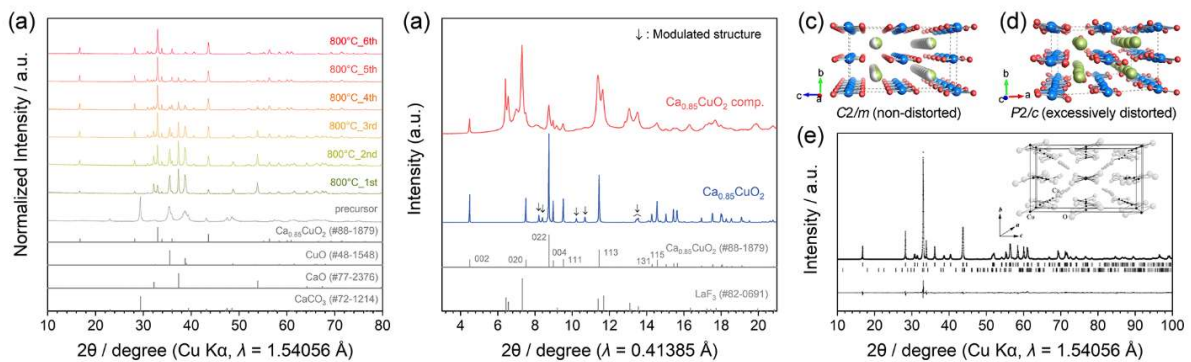 (a)
Normalized Intensity / a.u.
800°C_6th
800°C_5th
800°C_4th
800°C_3rd
800°C_2nd
800°C_1st
precursor
Ca0.85CuO2 (#88-1879)
CuO (#48-1548)
CaO (#77-2376)
CaCO3 (#72-1214)
10 20 30 40 50 60 70 80
2θ / degree (Cu Kα, λ = 1.54056 Å)
(a)
Intensity (a.u.)
↓ : Modulated structure
Ca0.85CuO2 comp.
Ca0.85CuO2
Ca0.85CuO2 (#88-1879)
002 020 022 004 111 113 131 115
LaF3 (#82-0691)
4 6 8 10 12 14 16 18 20
2θ / degree (λ = 0.41385 Å)
(c)
b
c a
C2/m (non-distorted)
(d)
b
c a
P2/c (excessively distorted)
(e)
Intensity / a.u.
10 20 30 40 50 60 70 80 90 100
2θ / degree (Cu Kα, λ = 1.54056 Å)